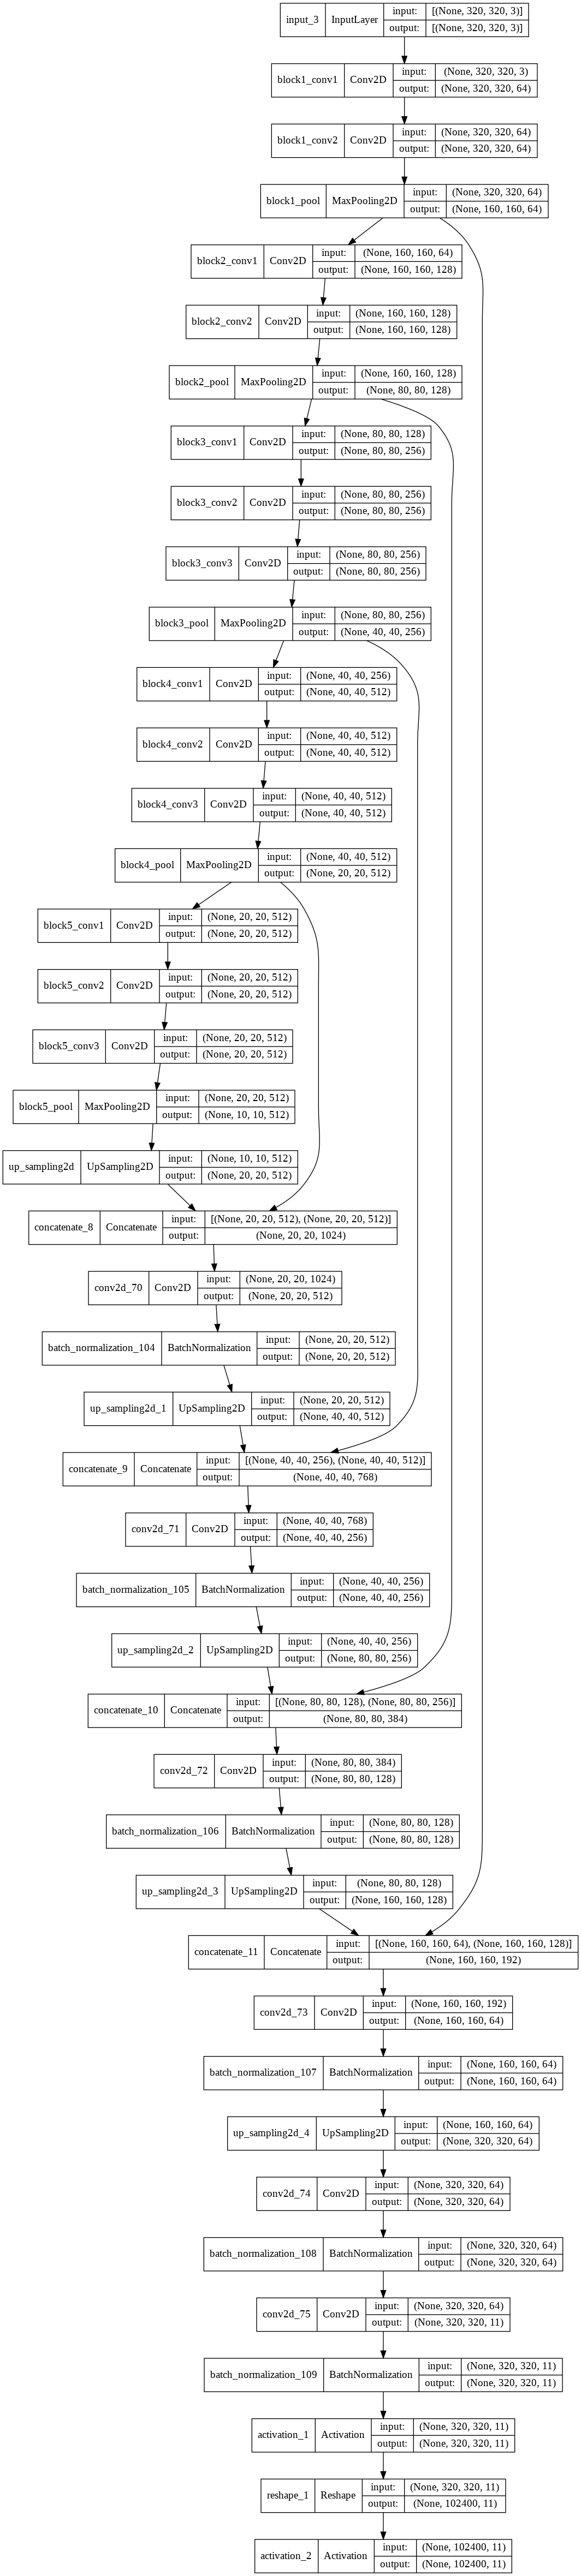 input_3 InputLayer input: [(None, 320, 320, 3)]
output: [(None, 320, 320, 3)]
block1_conv1 Conv2D input: (None, 320, 320, 3)
output: (None, 320, 320, 64)
block1_conv2 Conv2D input: (None, 320, 320, 64)
output: (None, 320, 320, 64)
block1_pool MaxPooling2D input: (None, 320, 320, 64)
output: (None, 160, 160, 64)
block2_conv1 Conv2D input: (None, 160, 160, 64)
output: (None, 160, 160, 128)
block2_conv2 Conv2D input: (None, 160, 160, 128)
output: (None, 160, 160, 128)
block2_pool MaxPooling2D input: (None, 160, 160, 128)
output: (None, 80, 80, 128)
block3_conv1 Conv2D input: (None, 80, 80, 128)
output: (None, 80, 80, 256)
block3_conv2 Conv2D input: (None, 80, 80, 256)
output: (None, 80, 80, 256)
block3_conv3 Conv2D input: (None, 80, 80, 256)
output: (None, 80, 80, 256)
block3_pool MaxPooling2D input: (None, 80, 80, 256)
output: (None, 40, 40, 256)
block4_conv1 Conv2D input: (None, 40, 40, 256)
output: (None, 40, 40, 512)
block4_conv2 Conv2D input: (None, 40, 40, 512)
output: (None, 40, 40, 512)
block4_conv3 Conv2D input: (None, 40, 40, 512)
output: (None, 40, 40, 512)
block4_pool MaxPooling2D input: (None, 40, 40, 512)
output: (None, 20, 20, 512)
block5_conv1 Conv2D input: (None, 20, 20, 512)
output: (None, 20, 20, 512)
block5_conv2 Conv2D input: (None, 20, 20, 512)
output: (None, 20, 20, 512)
block5_conv3 Conv2D input: (None, 20, 20, 512)
output: (None, 20, 20, 512)
block5_pool MaxPooling2D input: (None, 20, 20, 512)
output: (None, 10, 10, 512)
up_sampling2d UpSampling2D input: (None, 10, 10, 512)
output: (None, 20, 20, 512)
concatenate_8 Concatenate input: [(None, 20, 20, 512), (None, 20, 20, 512)]
output: (None, 20, 20, 1024)
conv2d_70 Conv2D input: (None, 20, 20, 1024)
output: (None, 20, 20, 512)
batch_normalization_104 BatchNormalization input: (None, 20, 20, 512)
output: (None, 20, 20, 512)
up_sampling2d_1 UpSampling2D input: (None, 20, 20, 512)
output: (None, 40, 40, 512)
concatenate_9 Concatenate input: [(None, 40, 40, 256), (None, 40, 40, 512)]
output: (None, 40, 40, 768)
conv2d_71 Conv2D input: (None, 40, 40, 768)
output: (None, 40, 40, 256)
batch_normalization_105 BatchNormalization input: (None, 40, 40, 256)
output: (None, 40, 40, 256)
up_sampling2d_2 UpSampling2D input: (None, 40, 40, 256)
output: (None, 80, 80, 256)
concatenate_10 Concatenate input: [(None, 80, 80, 128), (None, 80, 80, 256)]
output: (None, 80, 80, 384)
conv2d_72 Conv2D input: (None, 80, 80, 384)
output: (None, 80, 80, 128)
batch_normalization_106 BatchNormalization input: (None, 80, 80, 128)
output: (None, 80, 80, 128)
up_sampling2d_3 UpSampling2D input: (None, 80, 80, 128)
output: (None, 160, 160, 128)
concatenate_11 Concatenate input: [(None, 160, 160, 64), (None, 160, 160, 128)]
output: (None, 160, 160, 192)
conv2d_73 Conv2D input: (None, 160, 160, 192)
output: (None, 160, 160, 64)
batch_normalization_107 BatchNormalization input: (None, 160, 160, 64)
output: (None, 160, 160, 64)
up_sampling2d_4 UpSampling2D input: (None, 160, 160, 64)
output: (None, 320, 320, 64)
conv2d_74 Conv2D input: (None, 320, 320, 64)
output: (None, 320, 320, 64)
batch_normalization_108 BatchNormalization input: (None, 320, 320, 64)
output: (None, 320, 320, 64)
conv2d_75 Conv2D input: (None, 320, 320, 64)
output: (None, 320, 320, 11)
batch_normalization_109 BatchNormalization input: (None, 320, 320, 11)
output: (None, 320, 320, 11)
activation_1 Activation input: (None, 320, 320, 11)
output: (None, 320, 320, 11)
reshape_1 Reshape input: (None, 320, 320, 11)
output: (None, 102400, 11)
activation_2 Activation input: (None, 102400, 11)
output: (None, 102400, 11)